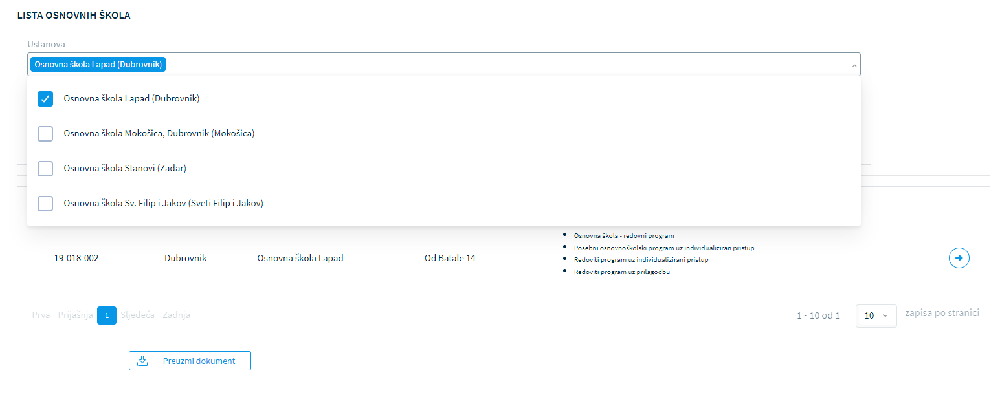 LISTA OSNOVNIH ŠKOLA
Ustanova
Osnovna škola Lapad (Dubrovnik)
Osnovna škola Lapad (Dubrovnik)
Osnovna škola Mokošica, Dubrovnik (Mokošica)
Osnovna škola Stanovi (Zadar)
Osnovna škola Sv. Filip i Jakov (Sveti Filip i Jakov)
19-018-002 Dubrovnik Osnovna škola Lapad Od Batale 14
Osnovna škola - redovni program
Posebni osnovnoškolski program uz individualiziran pristup
Redoviti program uz individualizirani pristup
Redoviti program uz prilagodbu
Prva Prijašnja 1 Sljedeća Zadnja 1 - 10 od 1 10 zapisa po stranici
Preuzmi dokument